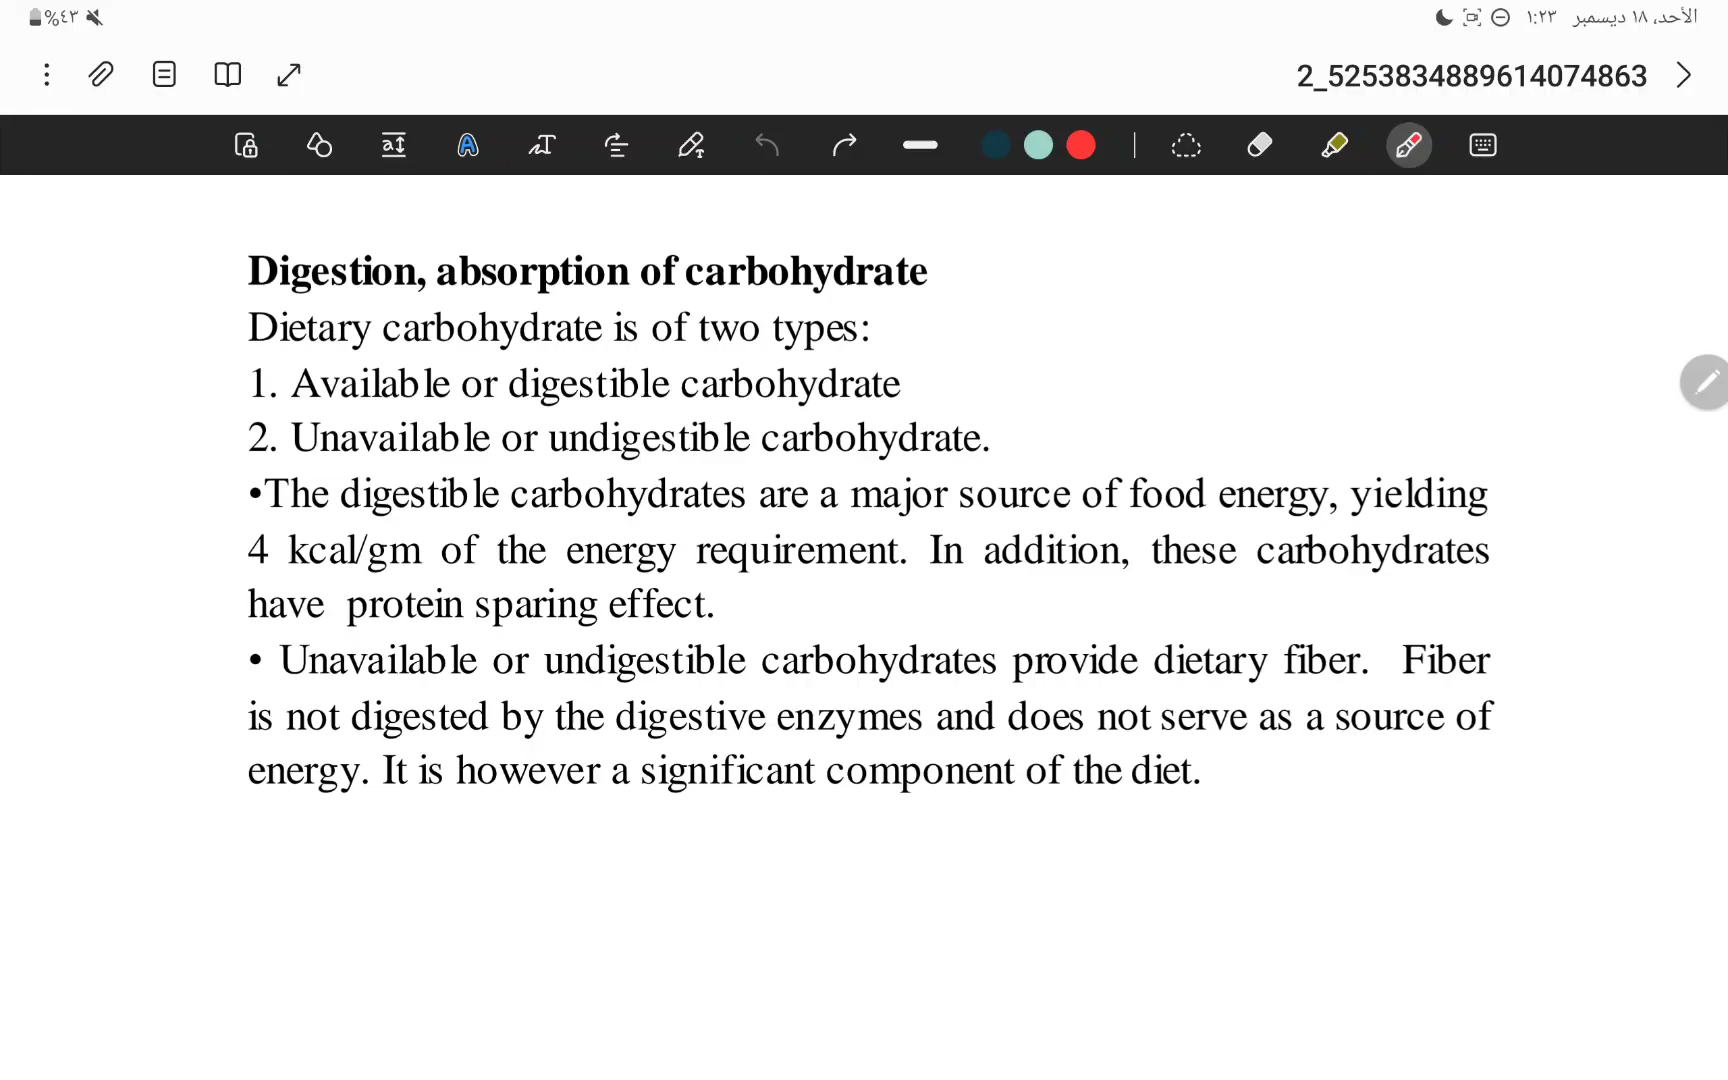 %٤٣
الأحد، ١٨ ديسمبر ١:٢٣
2_5253834889614074863
Digestion, absorption of carbohydrate
Dietary carbohydrate is of two types:
1. Available or digestible carbohydrate
2. Unavailable or undigestible carbohydrate.
•The digestible carbohydrates are a major source of food energy, yielding
4 kcal/gm of the energy requirement. In addition, these carbohydrates
have protein sparing effect.
• Unavailable or undigestible carbohydrates provide dietary fiber. Fiber
is not digested by the digestive enzymes and does not serve as a source of
energy. It is however a significant component of the diet.